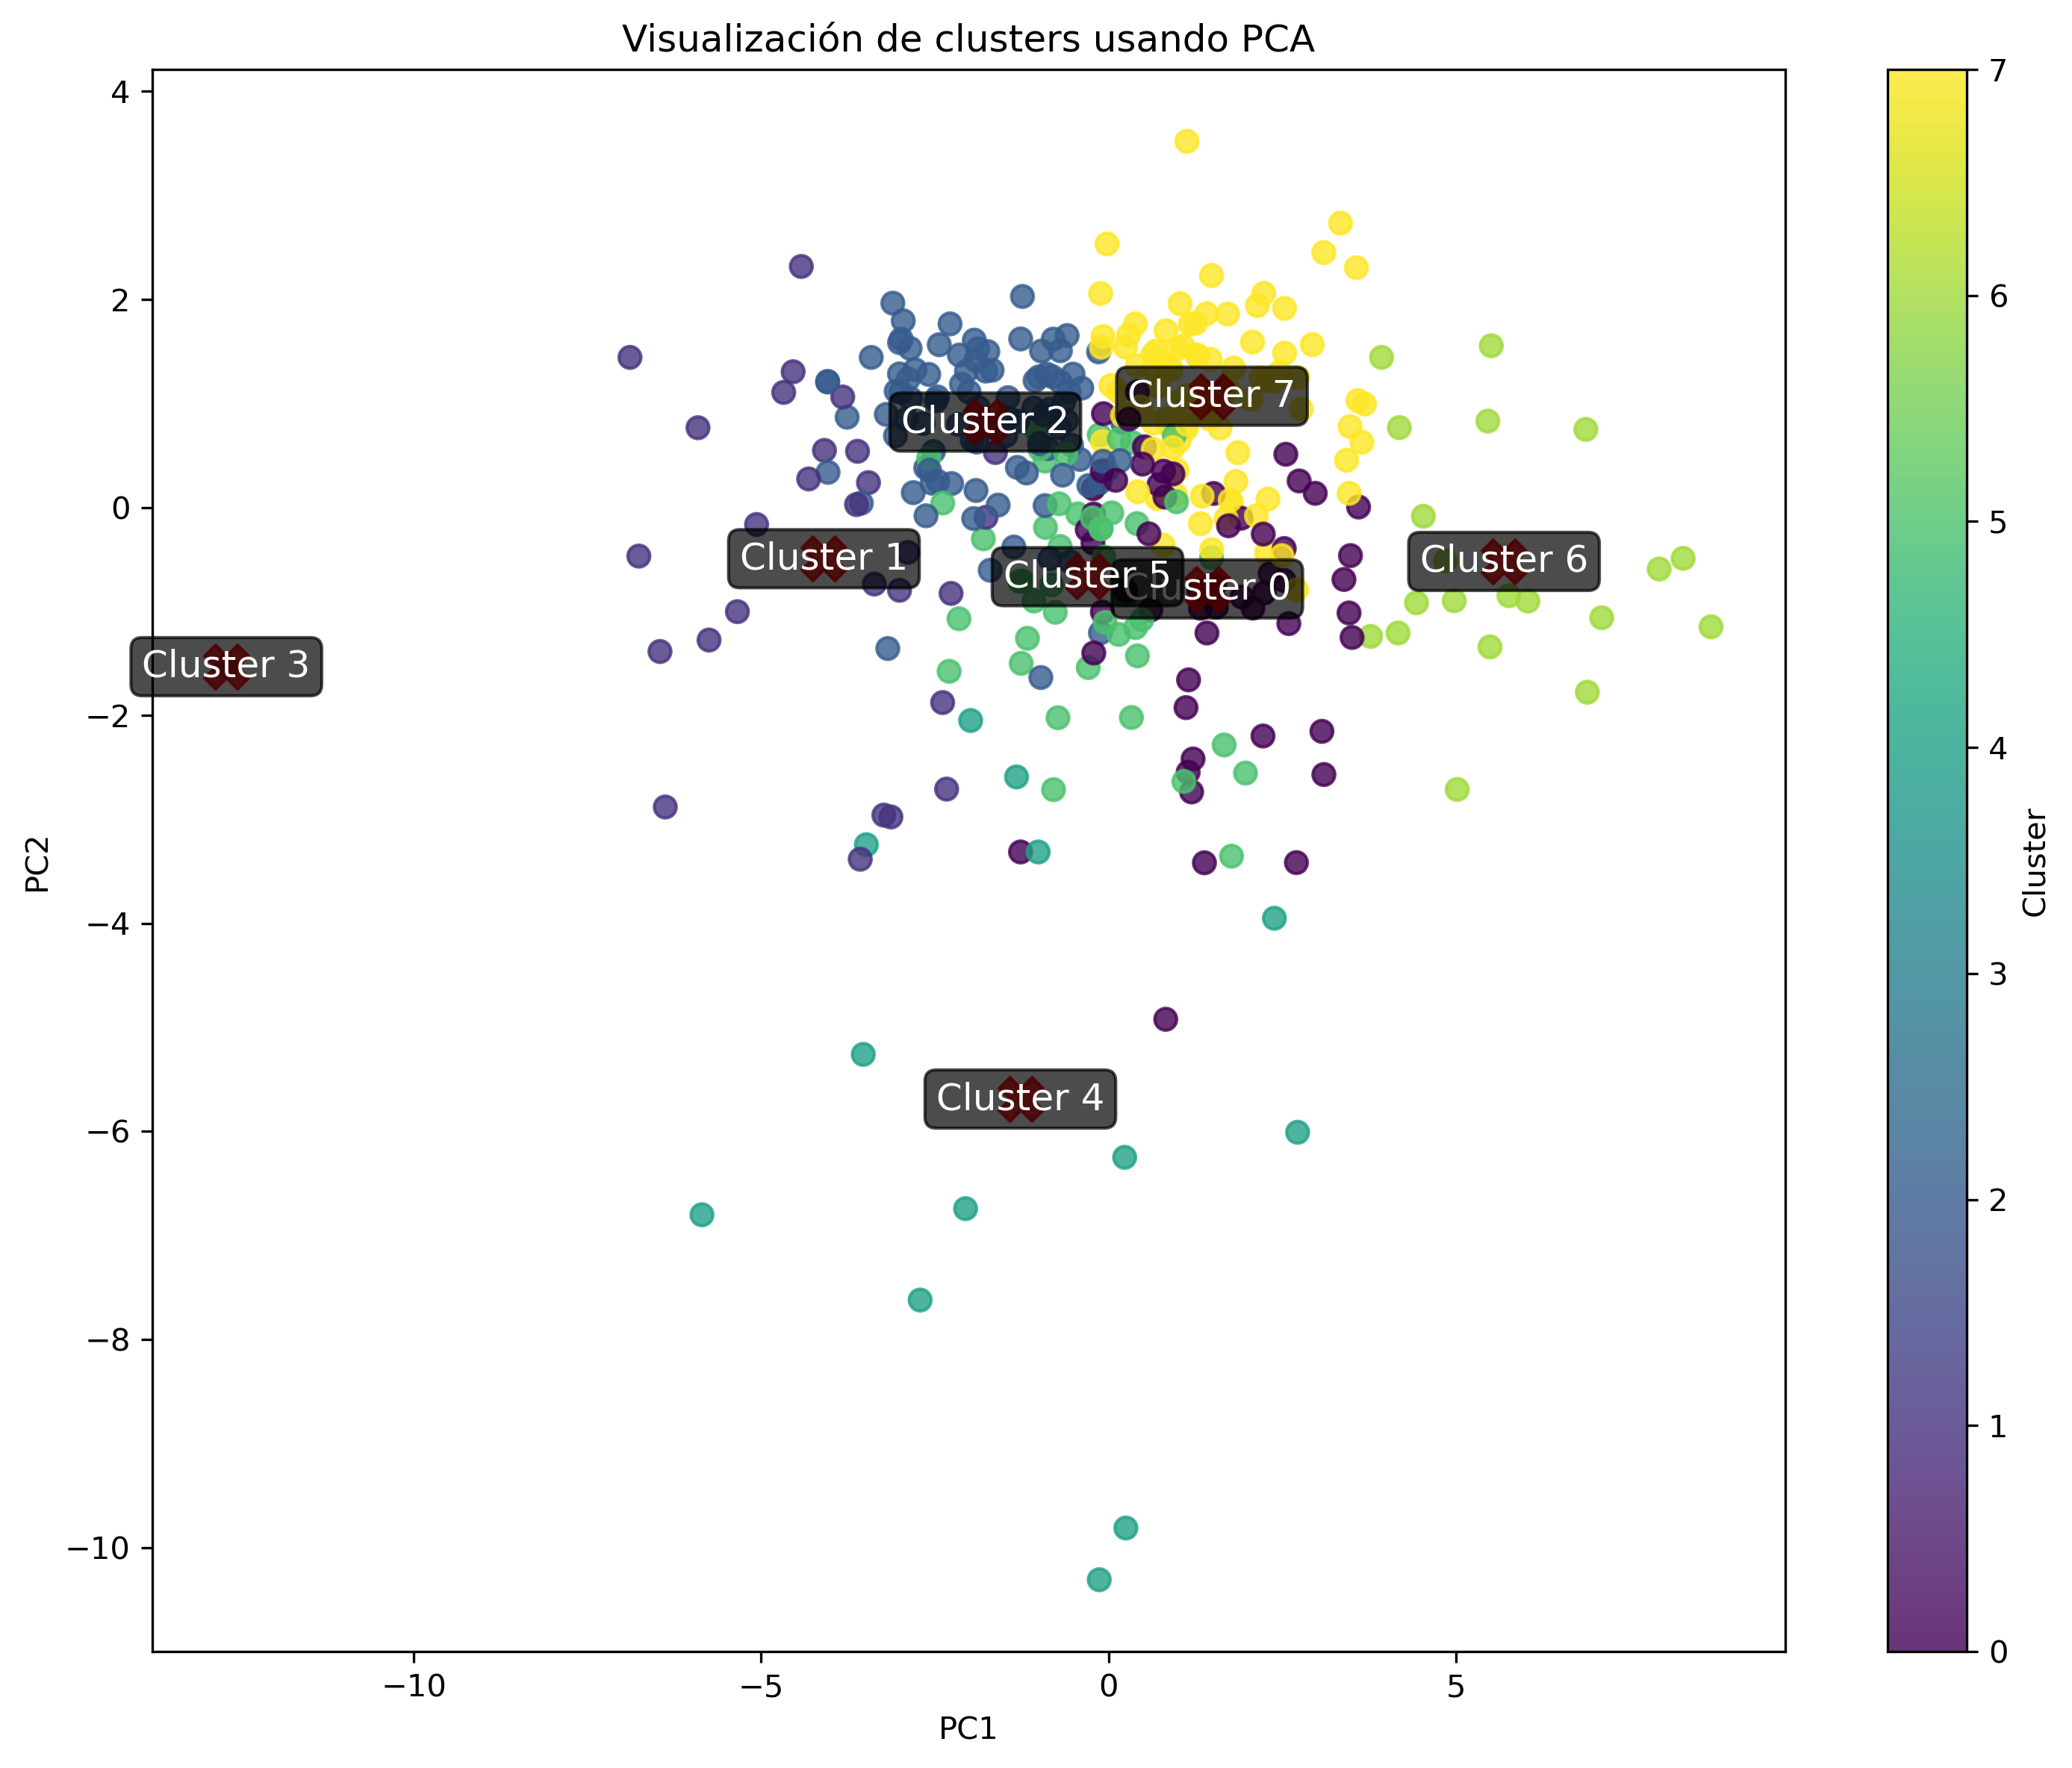 Visualización de clusters usando PCA
4
2
0
−2
−4
−6
−8
−10
PC2
−10
−5
0
5
PC1
Cluster 7
Cluster 2
Cluster 1
Cluster 5
Cluster 0
Cluster 6
Cluster 3
Cluster 4
7
6
5
4
3
2
1
0
Cluster